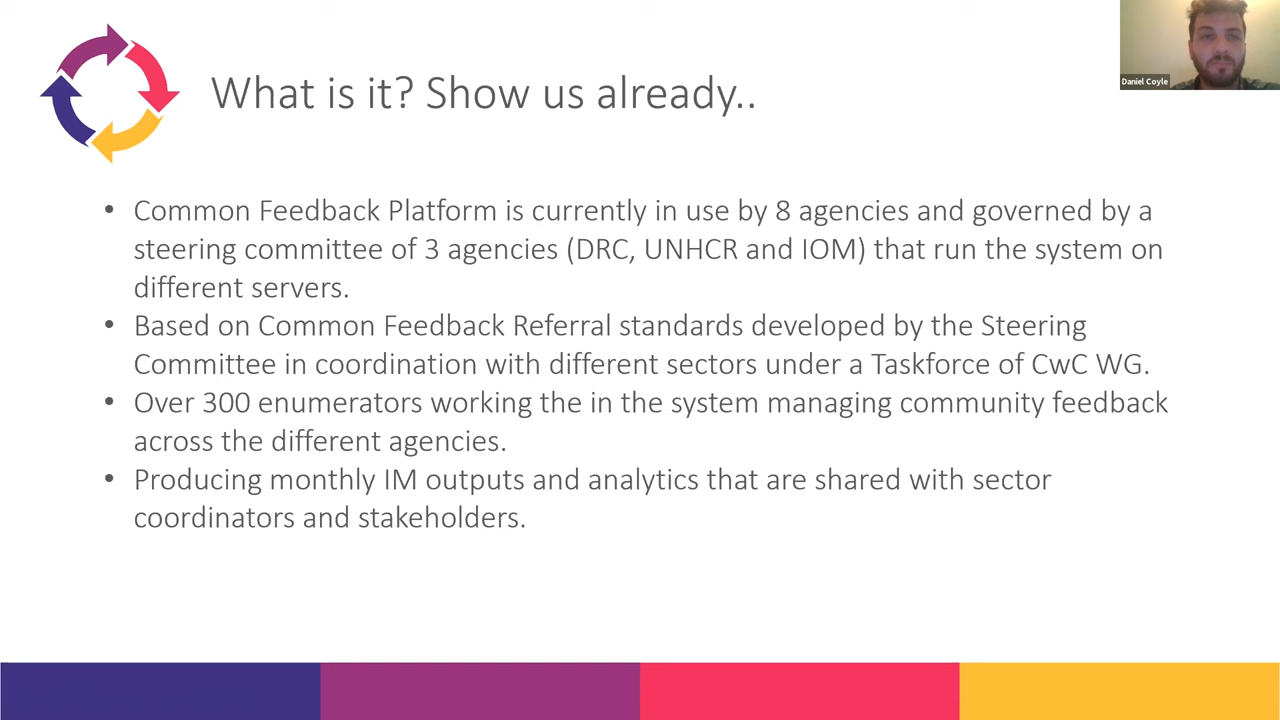 What is it? Show us already..
Daniel Coyle
• Common Feedback Platform is currently in use by 8 agencies and governed by a
steering committee of 3 agencies (DRC, UNHCR and IOM) that run the system on
different servers.
• Based on Common Feedback Referral standards developed by the Steering
Committee in coordination with different sectors under a Taskforce of CwC WG.
• Over 300 enumerators working the in the system managing community feedback
across the different agencies.
• Producing monthly IM outputs and analytics that are shared with sector
coordinators and stakeholders.